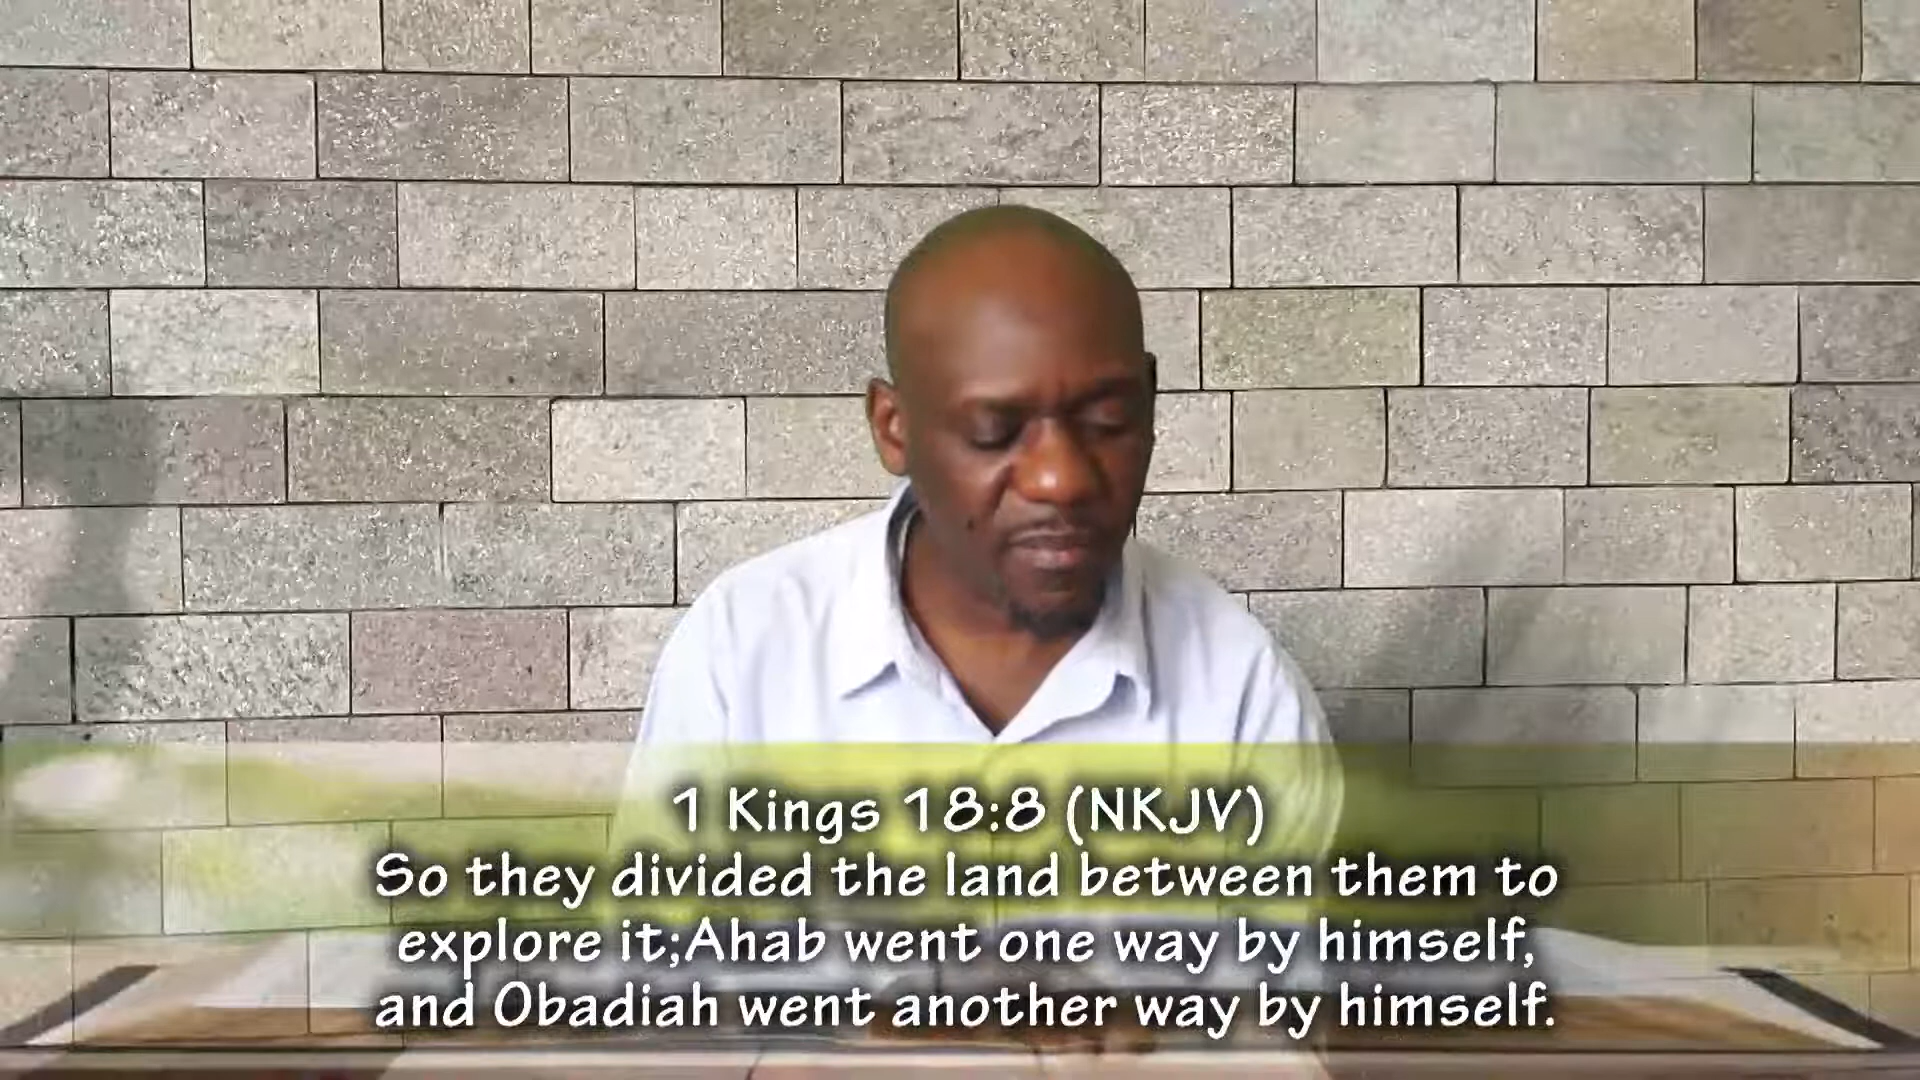 1 Kings 18:8 (NKJV)
So they divided the land between them to
explore it;Ahab went one way by himself,
and Obadiah went another way by himself.